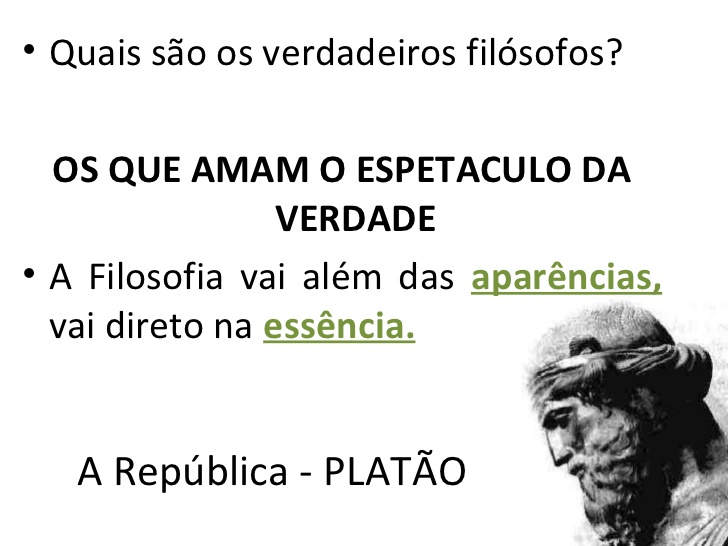 • Quais são os verdadeiros filósofos?
OS QUE AMAM O ESPETACULO DA
VERDADE
• A Filosofia vai além das aparências,
vai direto na essência.
A República - PLATÃO